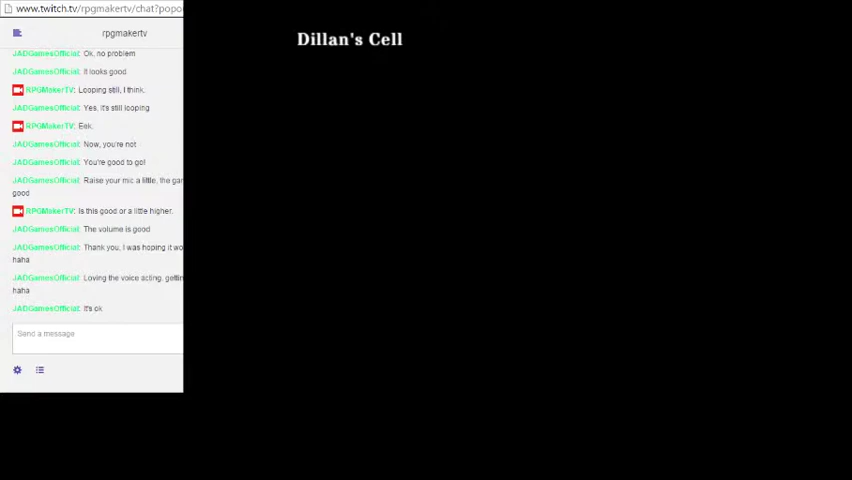 www.twitch.tv/rpgmakertv/chat?popo
rpgmakertv
Dillan's Cell
JADGamesOfficial: Ok, no problem
JADGamesOfficial: It looks good
RPGMakerTV: Looping still, I think.
JADGamesOfficial: Yes, it's still looping
RPGMakerTV: Eek.
JADGamesOfficial: Now, you're not
JADGamesOfficial: You're good to go!
JADGamesOfficial: Raise your mic a little, the gar
good
RPGMakerTV: Is this good or a little higher.
JADGamesOfficial: The volume is good
JADGamesOfficial: Thank you, I was hoping it wo
haha
JADGamesOfficial: Loving the voice acting, gettin
haha
JADGamesOfficial: It's ok
Send a message